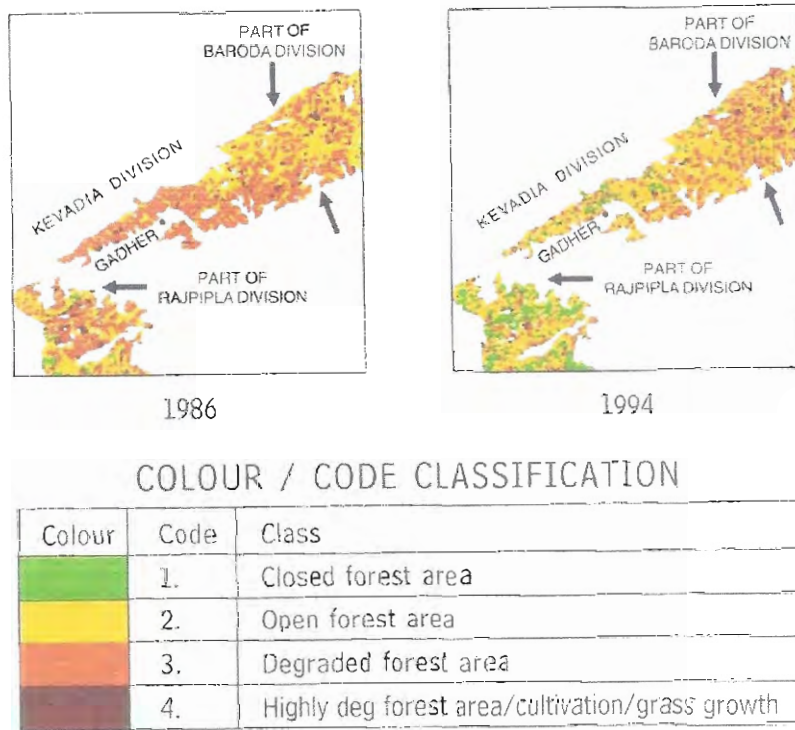 PART OF
BARODA DIVISION
KEVADIA DIVISION
GADHER
PART OF
RAJPIPLA DIVISION
1986
PART OF
BARODA DIVISION
KEVADIA DIVISION
GADHER
PART OF
RAJPIPLA DIVISION
1994
COLOUR / CODE CLASSIFICATION
Colour Code Class
1. Closed forest area
2. Open forest area
3. Degraded forest area
4. Highly deg forest area/cultivation/grass growth